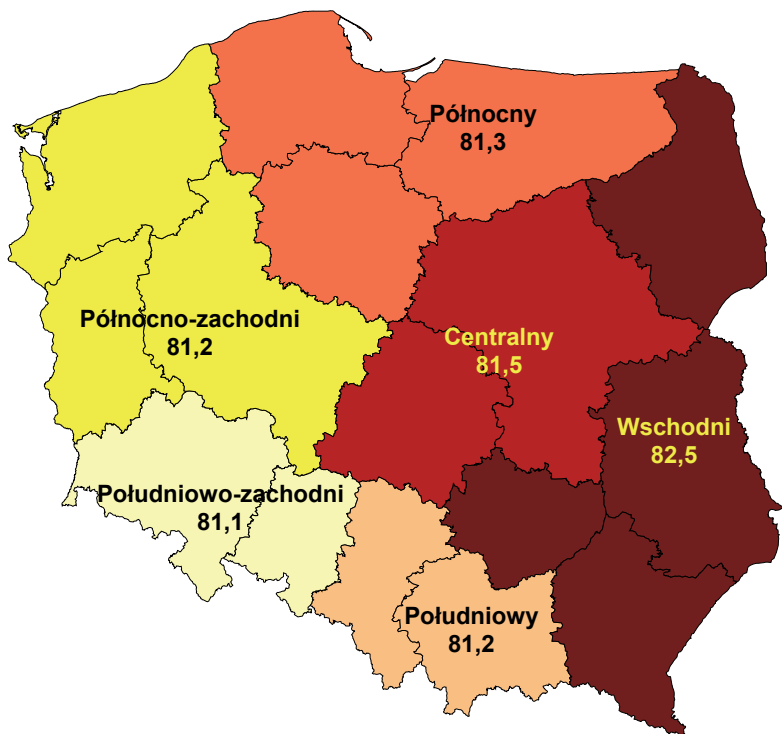 Północny
81,3
Północno-zachodni
81,2
Centralny
81,5
Wschodni
82,5
Południowo-zachodni
81,1
Południowy
81,2